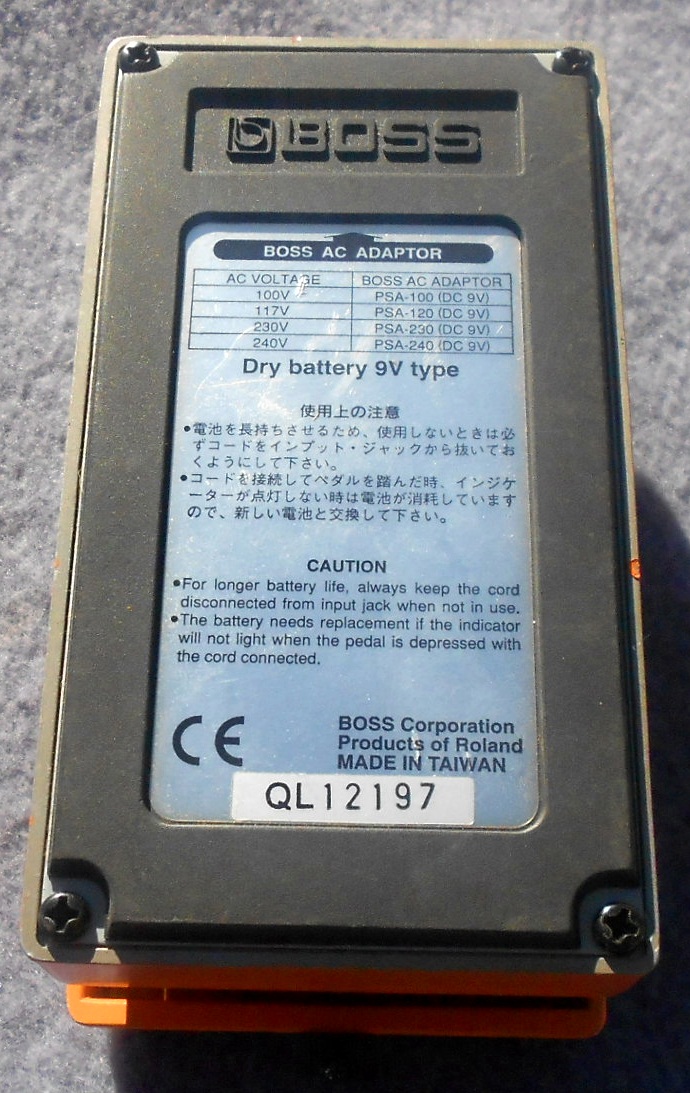 BOSS
BOSS AC ADAPTOR
AC VOLTAGE BOSS AC ADAPTOR
100V PSA-100 (DC 9V)
117V PSA-120 (DC 9V)
230V PSA-230 (DC 9V)
240V PSA-240 (DC 9V)
Dry battery 9V type
使用上の注意
●電池を長持ちさせるため、使用しないときは必
ずコードをインプット・ジャックから抜いてお
くようにして下さい。
●コードを接続してペダルを踏んだ時、インジケ
ーターが点灯しない時は電池が消耗しています
ので、新しい電池と交換して下さい。
CAUTION
●For longer battery life, always keep the cord
disconnected from input jack when not in use.
●The battery needs replacement if the indicator
will not light when the pedal is depressed with
the cord connected.
CE
BOSS Corporation
Products of Roland
MADE IN TAIWAN
QL12197